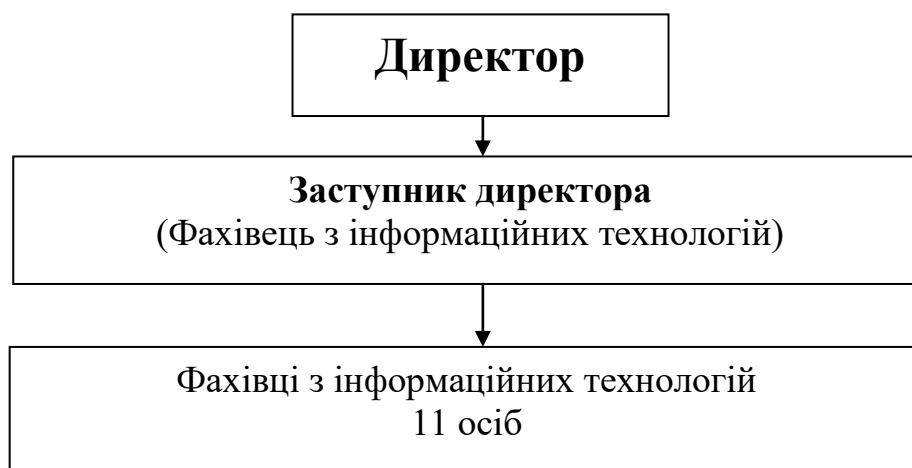 Директор
Заступник директора
(Фахівець з інформаційних технологій)
Фахівці з інформаційних технологій
11 осіб